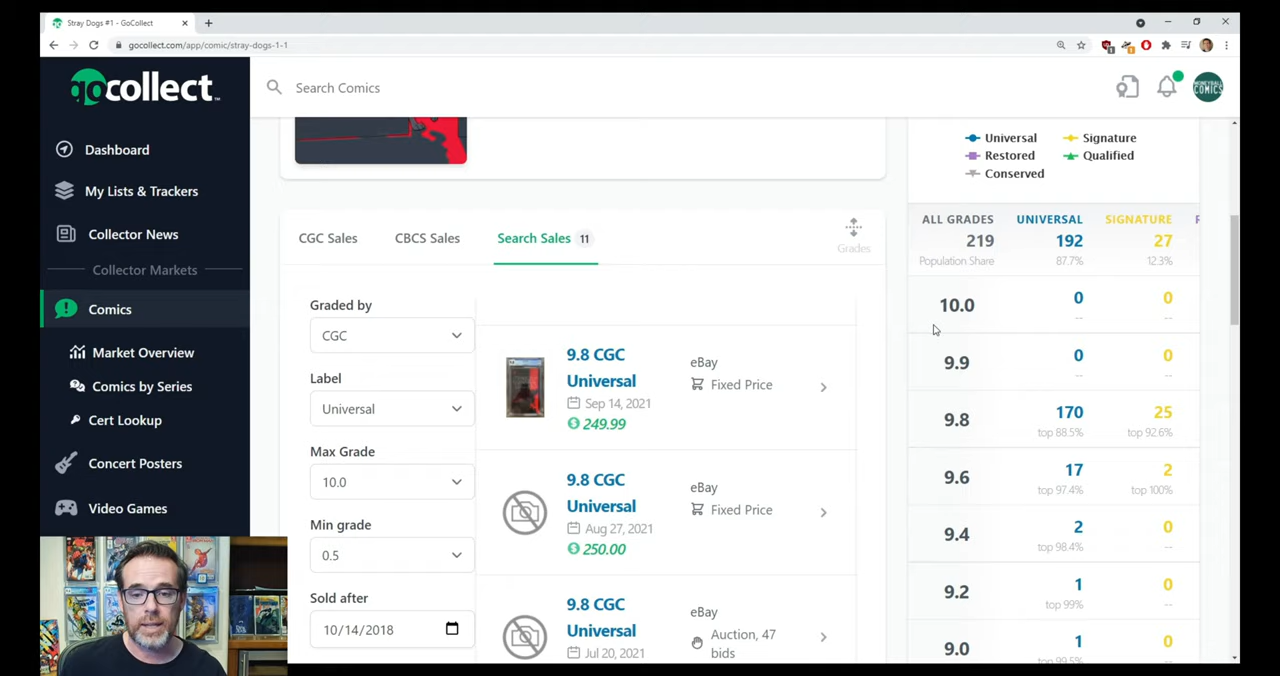 Stray Dogs #1 - GoCollect
gocollect.com/app/comic/stray-dogs-1-1
gocollect™
Search Comics
MONEYBALL
COMICS
Dashboard
My Lists & Trackers
Collector News
Collector Markets
Comics
Market Overview
Comics by Series
Cert Lookup
Concert Posters
Video Games
CGC Sales
CBCS Sales
Search Sales 11
Grades
Graded by
CGC
Label
Universal
Max Grade
10.0
Min grade
0.5
Sold after
10/14/2018
9.8 CGC
Universal
Sep 14, 2021
249.99
eBay
Fixed Price
9.8 CGC
Universal
Aug 27, 2021
250.00
eBay
Fixed Price
9.8 CGC
Universal
Jul 20, 2021
eBay
Auction, 47
bids
Universal Signature
Restored Qualified
Conserved
ALL GRADES UNIVERSAL SIGNATURE
219 192 27
Population Share 87.7% 12.3%
10.0 0 0
-- --
9.9 0 0
-- --
9.8 170 25
top 88.5% top 92.6%
9.6 17 2
top 97.4% top 100%
9.4 2 0
top 98.4% --
9.2 1 0
top 99% --
9.0 1 0
top 99.5% --